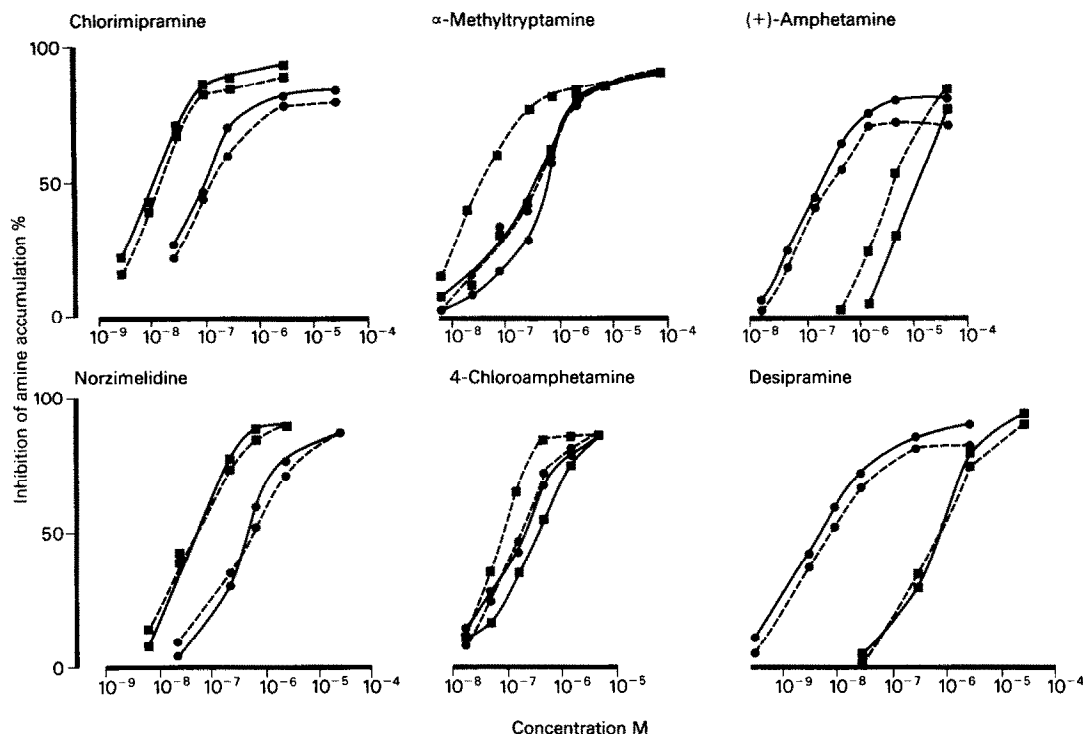 Chlorimipramine
α-Methyltryptamine
(+)-Amphetamine
100
50
0
10⁻⁹ 10⁻⁸ 10⁻⁷ 10⁻⁶ 10⁻⁵ 10⁻⁴
10⁻⁸ 10⁻⁷ 10⁻⁶ 10⁻⁵ 10⁻⁴
10⁻⁸ 10⁻⁷ 10⁻⁶ 10⁻⁵ 10⁻⁴
Inhibition of amine accumulation %
Norzimelidine
4-Chloroamphetamine
Desipramine
100
50
0
10⁻⁹ 10⁻⁸ 10⁻⁷ 10⁻⁶ 10⁻⁵ 10⁻⁴
10⁻⁸ 10⁻⁷ 10⁻⁶ 10⁻⁵
10⁻⁹ 10⁻⁸ 10⁻⁷ 10⁻⁶ 10⁻⁵ 10⁻⁴
Concentration M